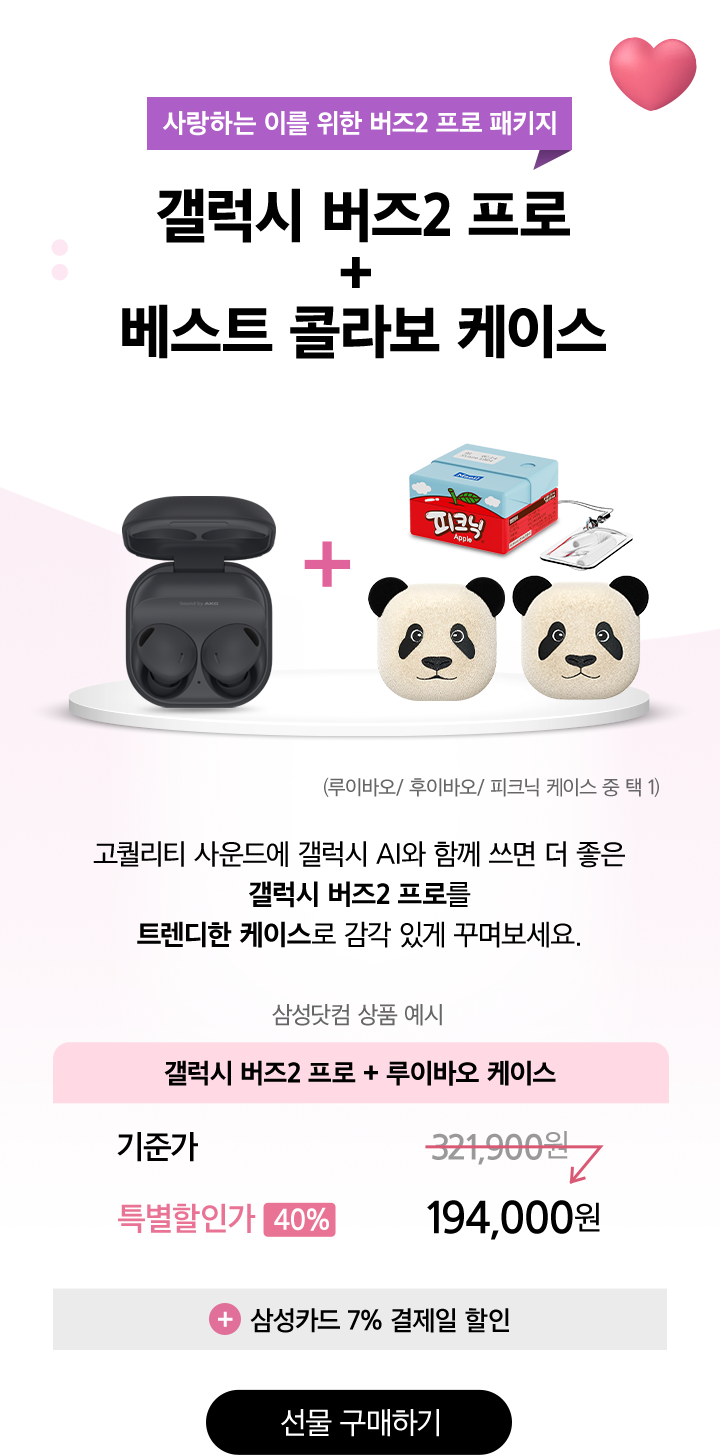 사랑하는 이를 위한 버즈2 프로 패키지
갤럭시 버즈2 프로
+
베스트 콜라보 케이스
Maeil
피크닉
Apple
Sound by AKG
+
(루이바오/ 후이바오/ 피크닉 케이스 중 택 1)
고퀄리티 사운드에 갤럭시 AI와 함께 쓰면 더 좋은
갤럭시 버즈2 프로를
트렌디한 케이스로 감각 있게 꾸며보세요.
삼성닷컴 상품 예시
갤럭시 버즈2 프로 + 루이바오 케이스
기준가 321,900원
특별할인가 40% 194,000원
+ 삼성카드 7% 결제일 할인
선물 구매하기